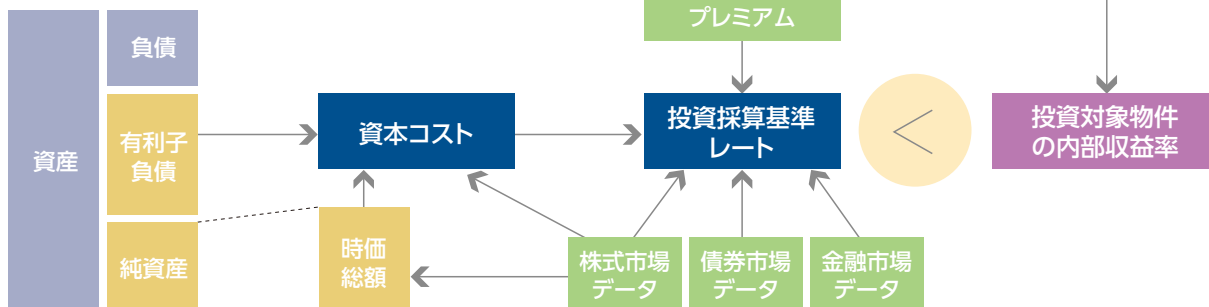 プレミアム
負債
資産
有利子
負債
資本コスト
投資採算基準
レート
＜
投資対象物件
の内部収益率
純資産
時価
総額
株式市場
データ
債券市場
データ
金融市場
データ